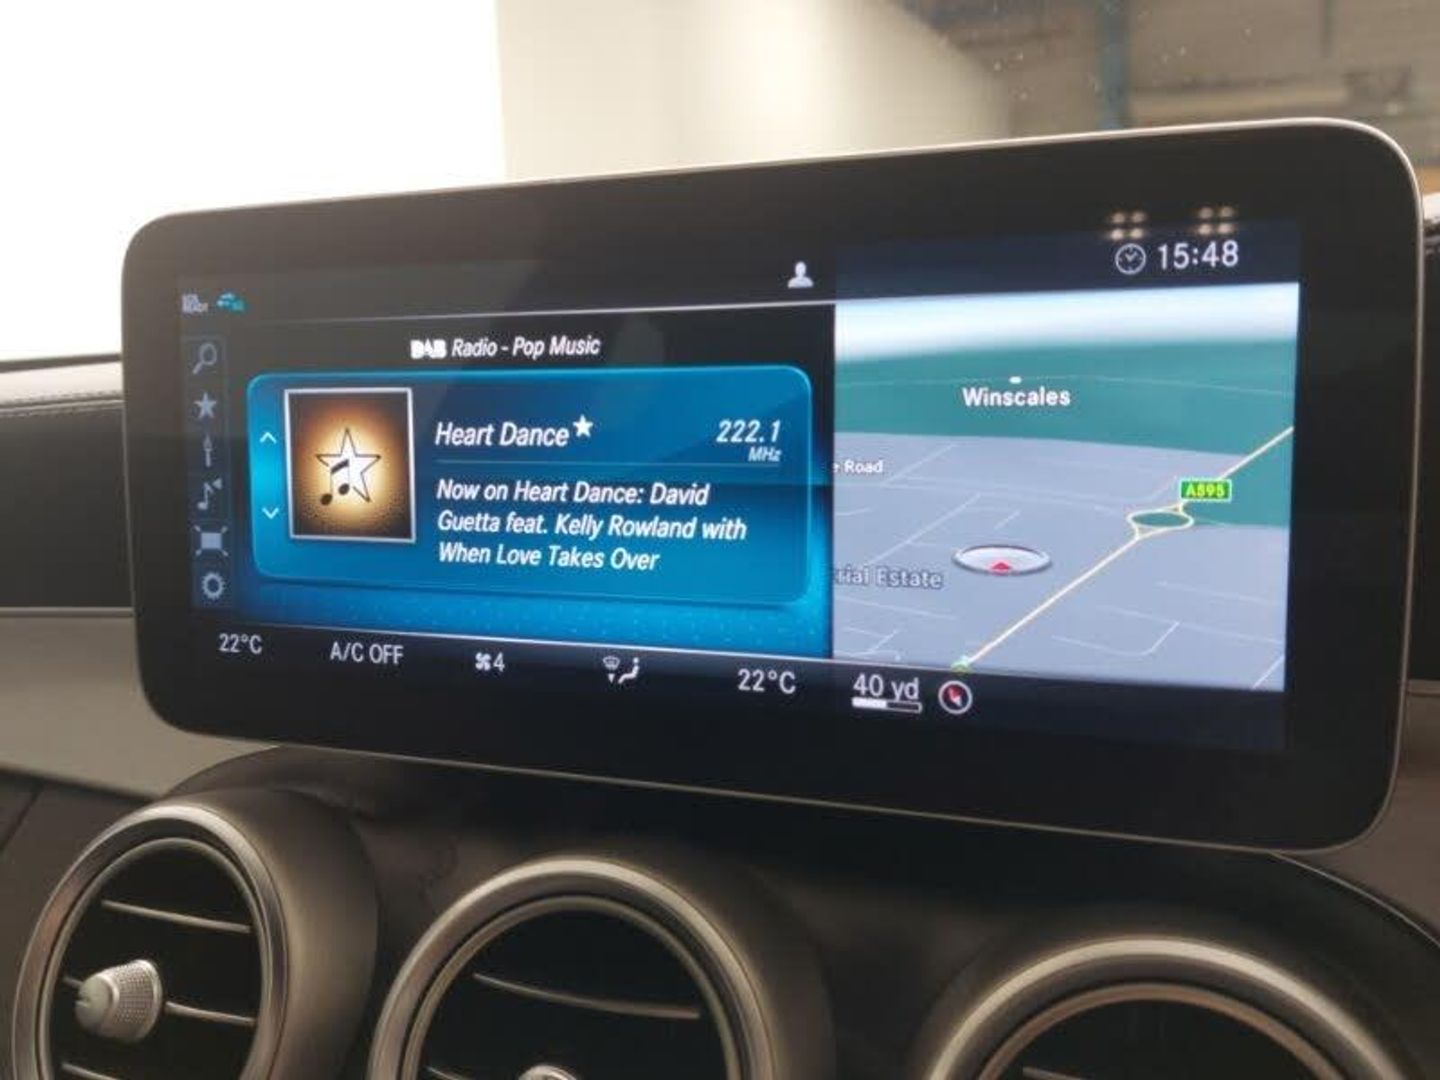 15:48
DAB Radio - Pop Music
Heart Dance★
222.1
MHz
Now on Heart Dance: David
Guetta feat. Kelly Rowland with
When Love Takes Over
Winscales
Road
A595
Estate
22°C
A/C OFF
4
22°C
40 yd